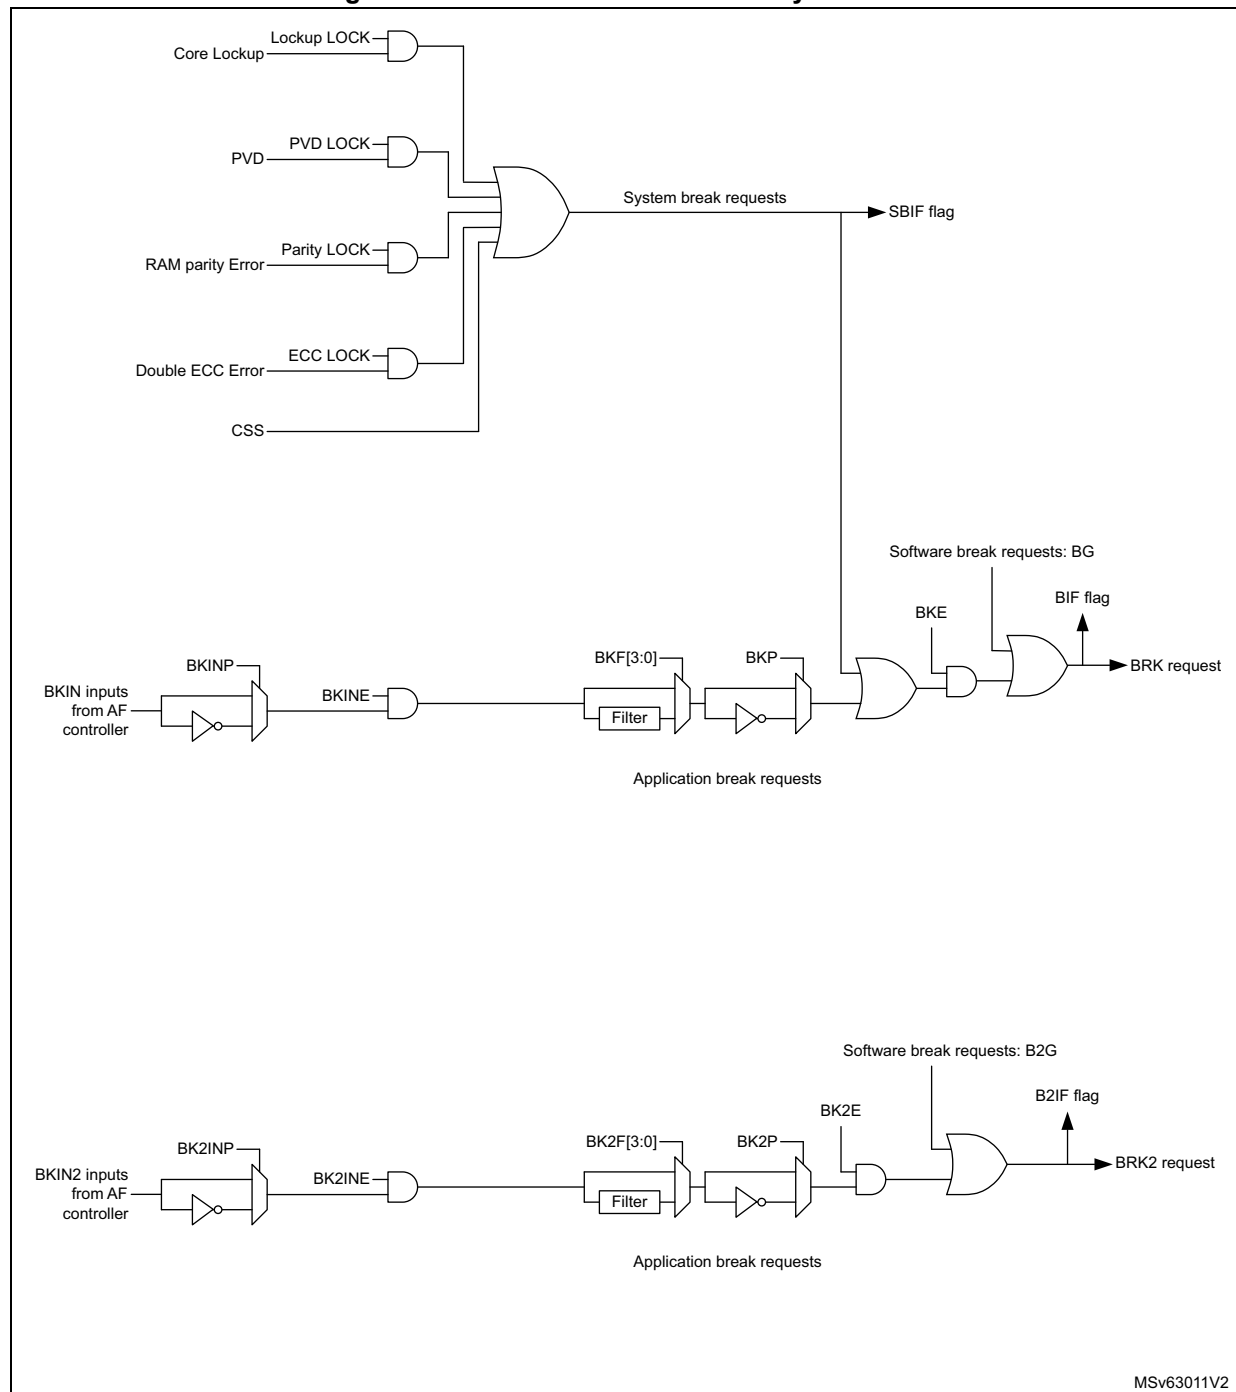 Lockup LOCK
Core Lockup
PVD LOCK
PVD
System break requests
SBIF flag
Parity LOCK
RAM parity Error
ECC LOCK
Double ECC Error
CSS
Software break requests: BG
BIF flag
BKE
BKINP
BKF[3:0]
BKP
BRK request
BKIN inputs
from AF
controller
BKINE
Filter
Application break requests
Software break requests: B2G
B2IF flag
BK2E
BK2INP
BK2F[3:0]
BK2P
BRK2 request
BKIN2 inputs
from AF
controller
BK2INE
Filter
Application break requests
MSv63011V2